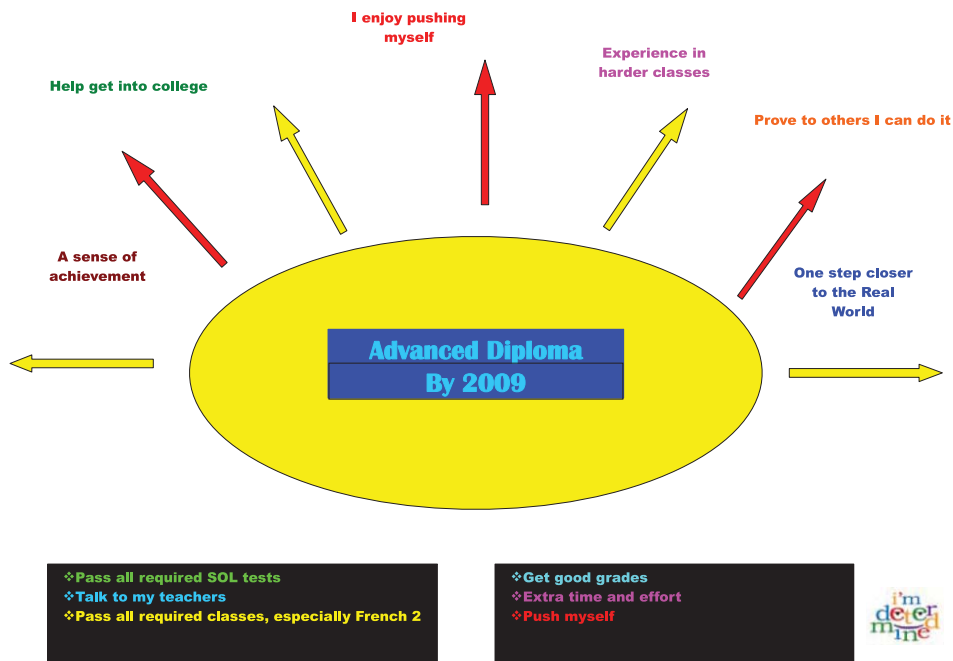 I enjoy pushing
myself
Experience in
harder classes
Help get into college
Prove to others I can do it
A sense of
achievement
One step closer
to the Real
World
Advanced Diploma
By 2009
❖Pass all required SOL tests
❖Talk to my teachers
❖Pass all required classes, especially French 2
❖Get good grades
❖Extra time and effort
❖Push myself
i'm
deter
mined